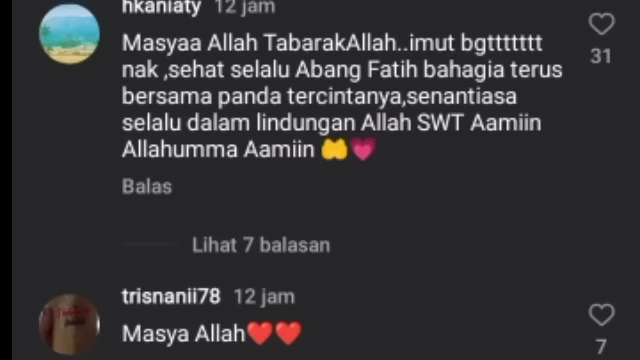 hkaniaty 12 jam
Masyaa Allah TabarakAllah..imut bgttttttt
nak ,sehat selalu Abang Fatih bahagia terus
bersama panda tercintanya,senantiasa
selalu dalam lindungan Allah SWT Aamiin
Allahumma Aamiin 🤲💗
31
Balas
Lihat 7 balasan
trisnanii78 12 jam
Masya Allah❤️❤️
7